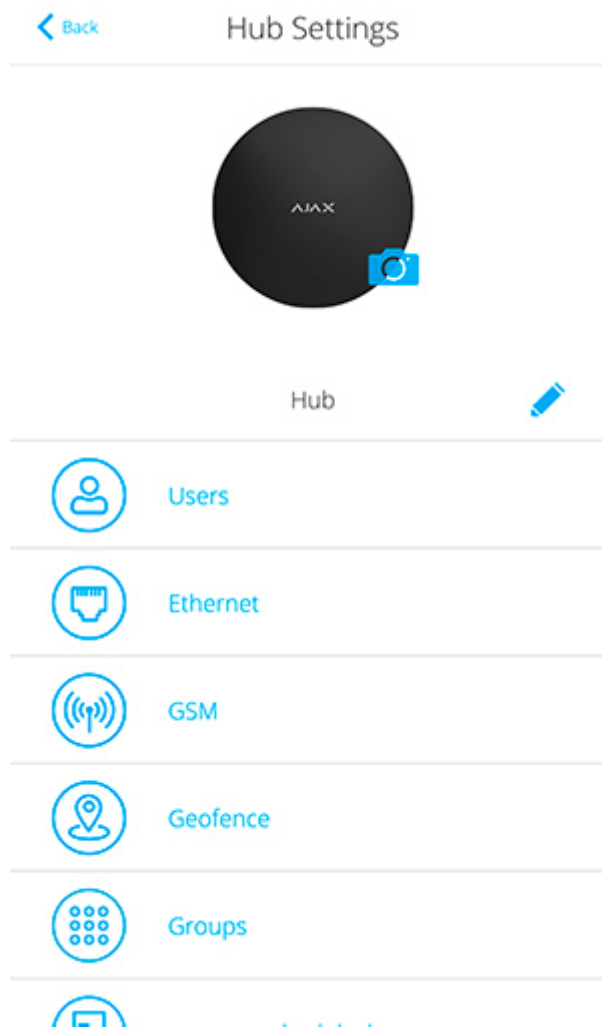 Back
Hub Settings
AJAX
Hub
Users
Ethernet
GSM
Geofence
Groups